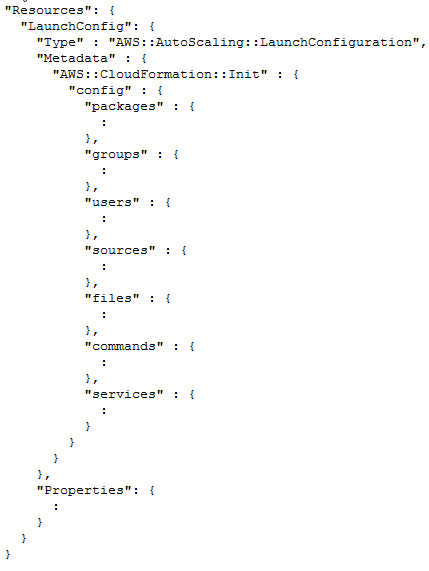 "Resources": {
"LaunchConfig": {
"Type" : "AWS::AutoScaling::LaunchConfiguration",
"Metadata" : {
"AWS::CloudFormation::Init" : {
"config" : {
"packages" : {
:
},
"groups" : {
:
},
"users" : {
:
},
"sources" : {
:
},
"files" : {
:
},
"commands" : {
:
},
"services" : {
:
}
}
}
},
"Properties": {
:
}
}
}